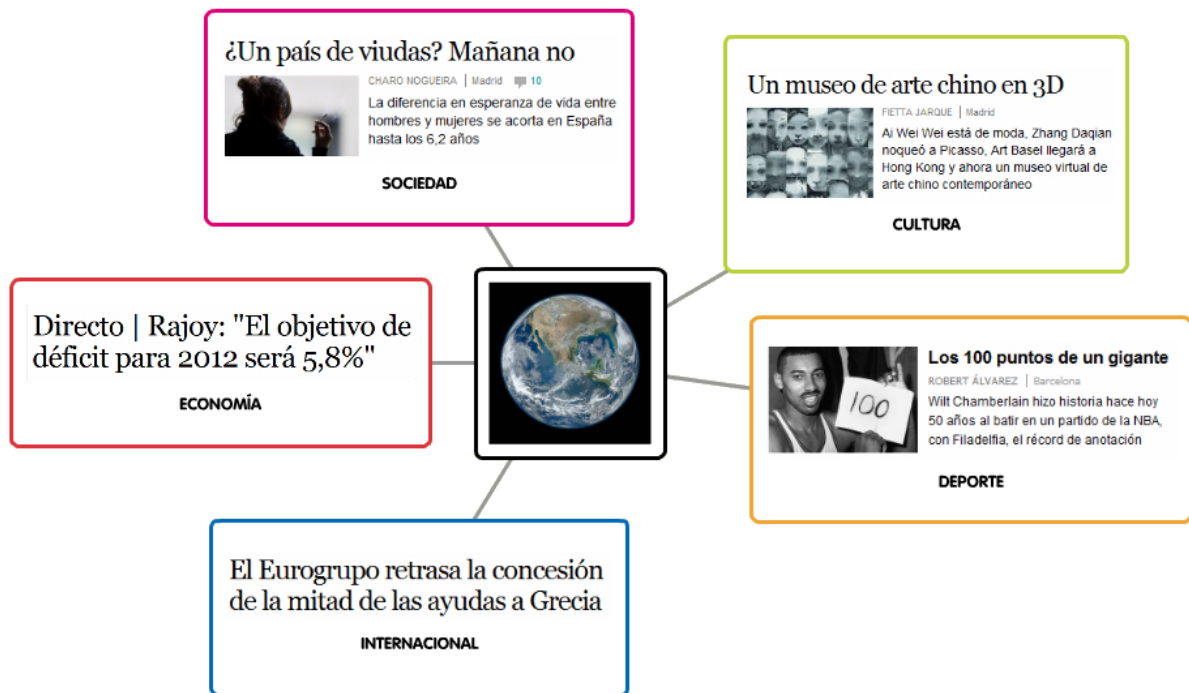 ¿Un país de viudas? Mañana no
CHARO NOGUEIRA | Madrid 10
La diferencia en esperanza de vida entre
hombres y mujeres se acorta en España
hasta los 6,2 años
SOCIEDAD
Un museo de arte chino en 3D
FIETTA JARQUE | Madrid
Ai Wei Wei está de moda, Zhang Daqian
noqueó a Picasso, Art Basel llegará a
Hong Kong y ahora un museo virtual de
arte chino contemporáneo
CULTURA
Directo | Rajoy: "El objetivo de
déficit para 2012 será 5,8%"
ECONOMÍA
Los 100 puntos de un gigante
ROBERT ÁLVAREZ | Barcelona
Wilt Chamberlain hizo historia hace hoy
50 años al batir en un partido de la NBA,
con Filadelfia, el récord de anotación
100
DEPORTE
El Eurogrupo retrasa la concesión
de la mitad de las ayudas a Grecia
INTERNACIONAL